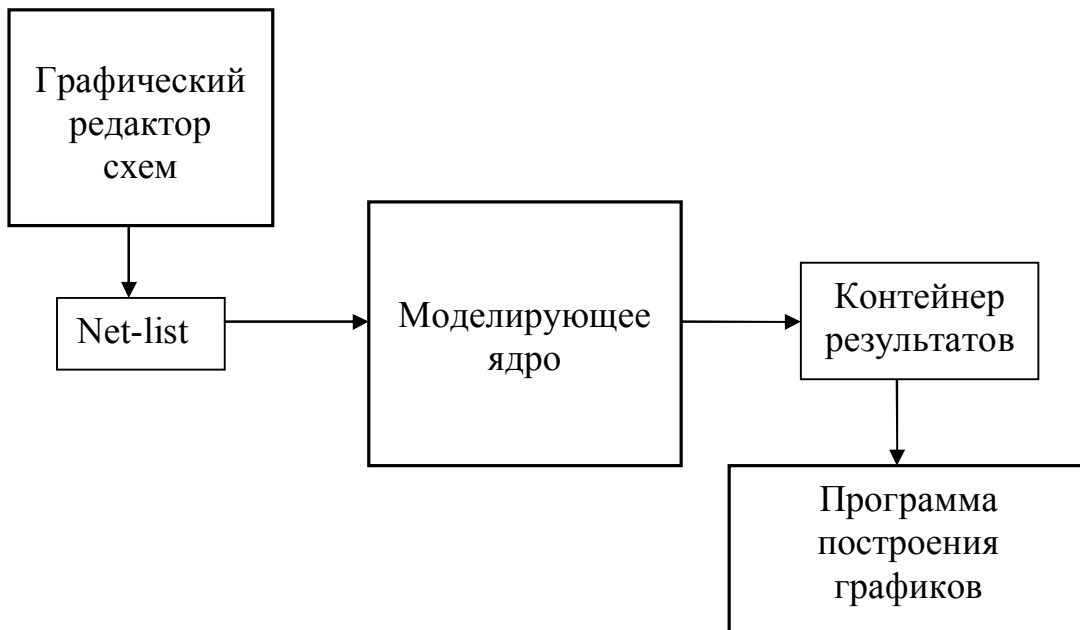 Графический
редактор
схем
Net-list
Моделирующее
ядро
Контейнер
результатов
Программа
построения
графиков